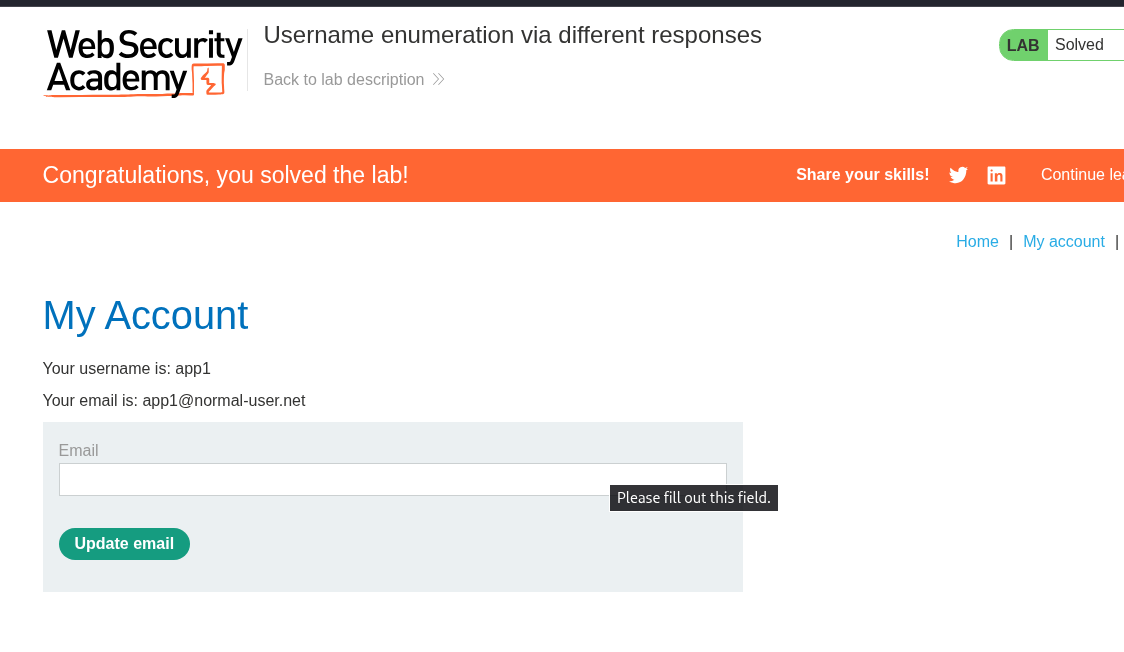 Web Security
Academy
Username enumeration via different responses
Back to lab description
LAB Solved
Congratulations, you solved the lab!
Share your skills!
Continue lea
Home | My account |
My Account
Your username is: app1
Your email is: app1@normal-user.net
Email
Please fill out this field.
Update email